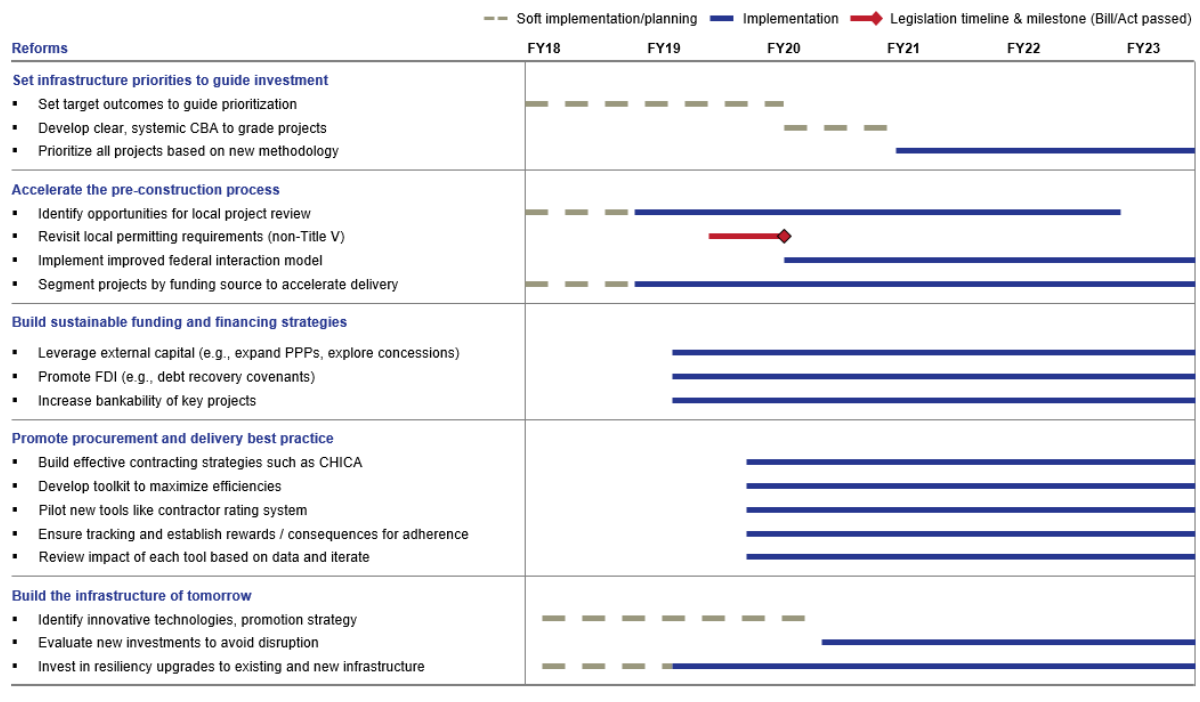 Soft implementation/planning Implementation Legislation timeline & milestone (Bill/Act passed)
Reforms FY18 FY19 FY20 FY21 FY22 FY23
Set infrastructure priorities to guide investment
▪ Set target outcomes to guide prioritization
▪ Develop clear, systemic CBA to grade projects
▪ Prioritize all projects based on new methodology
Accelerate the pre-construction process
▪ Identify opportunities for local project review
▪ Revisit local permitting requirements (non-Title V)
▪ Implement improved federal interaction model
▪ Segment projects by funding source to accelerate delivery
Build sustainable funding and financing strategies
▪ Leverage external capital (e.g., expand PPPs, explore concessions)
▪ Promote FDI (e.g., debt recovery covenants)
▪ Increase bankability of key projects
Promote procurement and delivery best practice
▪ Build effective contracting strategies such as CHICA
▪ Develop toolkit to maximize efficiencies
▪ Pilot new tools like contractor rating system
▪ Ensure tracking and establish rewards / consequences for adherence
▪ Review impact of each tool based on data and iterate
Build the infrastructure of tomorrow
▪ Identify innovative technologies, promotion strategy
▪ Evaluate new investments to avoid disruption
▪ Invest in resiliency upgrades to existing and new infrastructure